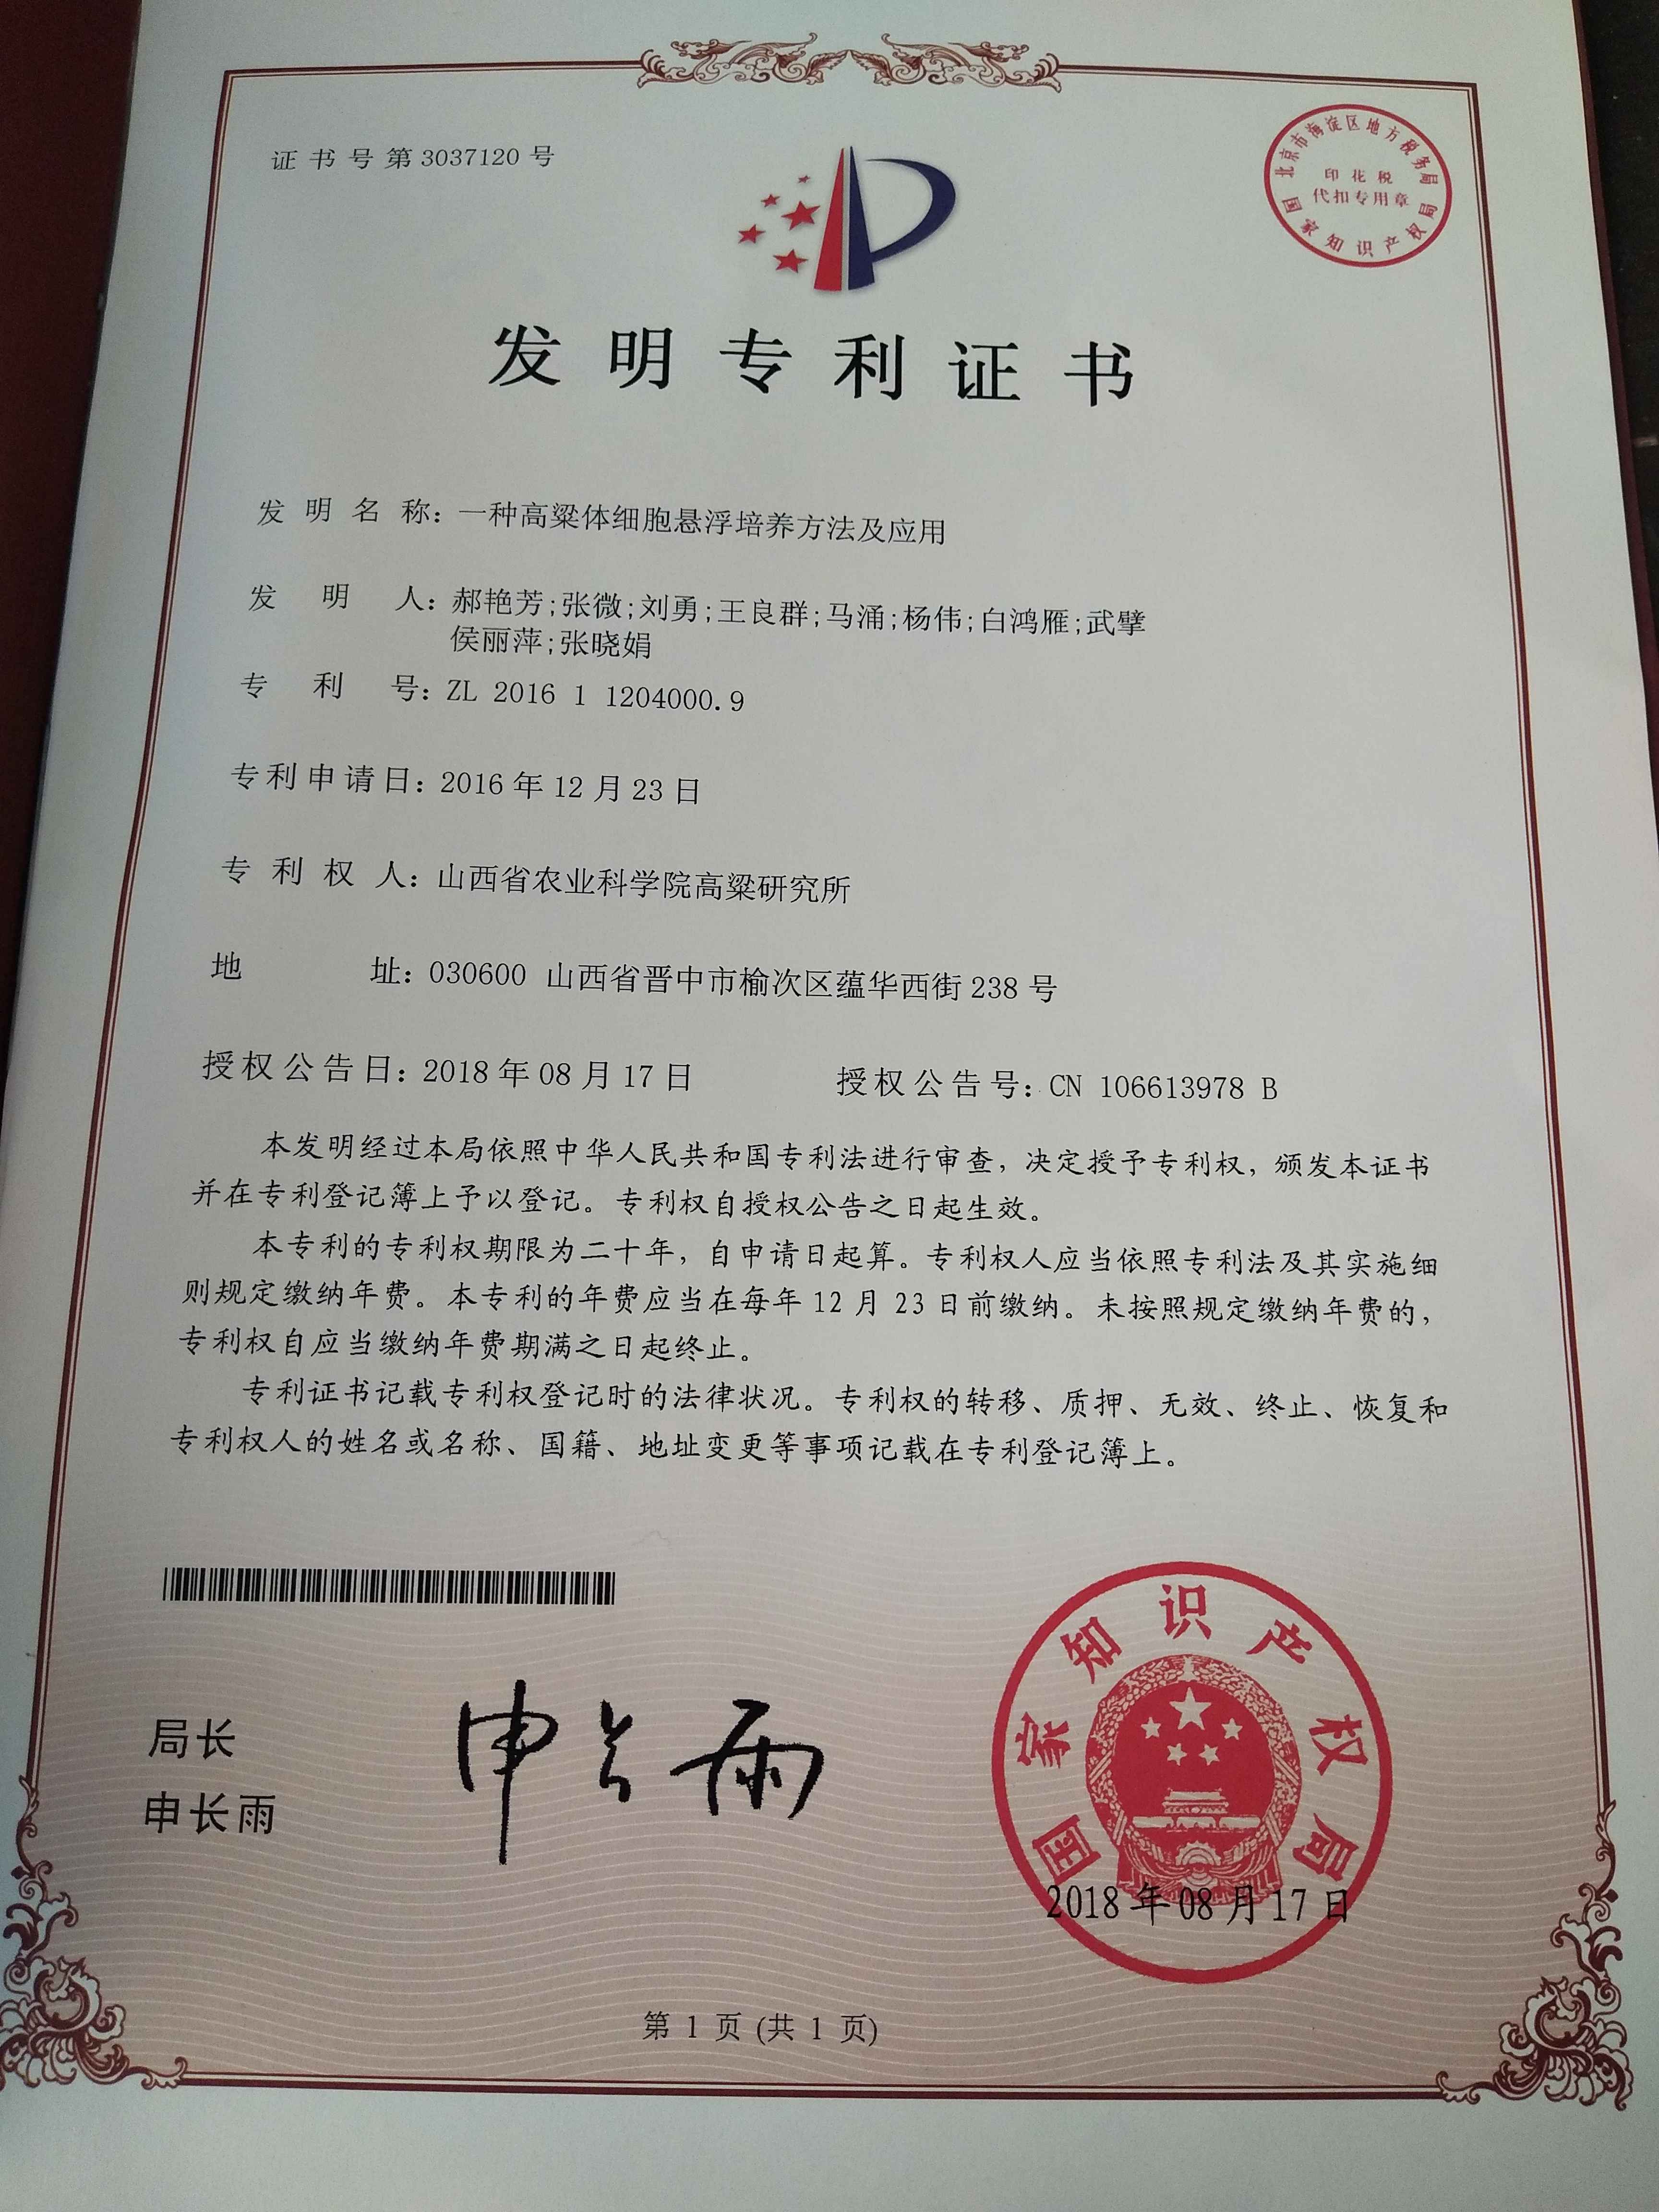 证书号第3037120号
北京市海淀区地方税务局
印花税
代扣专用章
国家知识产权局
发明专利证书
发明名称：一种高粱体细胞悬浮培养方法及应用
发明人：郝艳芳;张微;刘勇;王良群;马涌;杨伟;白鸿雁;武擘
侯丽萍;张晓娟
专利号：ZL 2016 1 1204000.9
专利申请日：2016年12月23日
专利权人：山西省农业科学院高粱研究所
地址：030600 山西省晋中市榆次区蕴华西街238号
授权公告日：2018年08月17日 授权公告号：CN 106613978 B
本发明经过本局依照中华人民共和国专利法进行审查，决定授予专利权，颁发本证书
并在专利登记簿上予以登记。专利权自授权公告之日起生效。
本专利的专利权期限为二十年，自申请日起算。专利权人应当依照专利法及其实施细
则规定缴纳年费。本专利的年费应当在每年12月23日前缴纳。未按照规定缴纳年费的，
专利权自应当缴纳年费期满之日起终止。
专利证书记载专利权登记时的法律状况。专利权的转移、质押、无效、终止、恢复和
专利权人的姓名或名称、国籍、地址变更等事项记载在专利登记簿上。
局长
申长雨
申长雨
国家知识产权局
2018年08月17日
第1页(共1页)